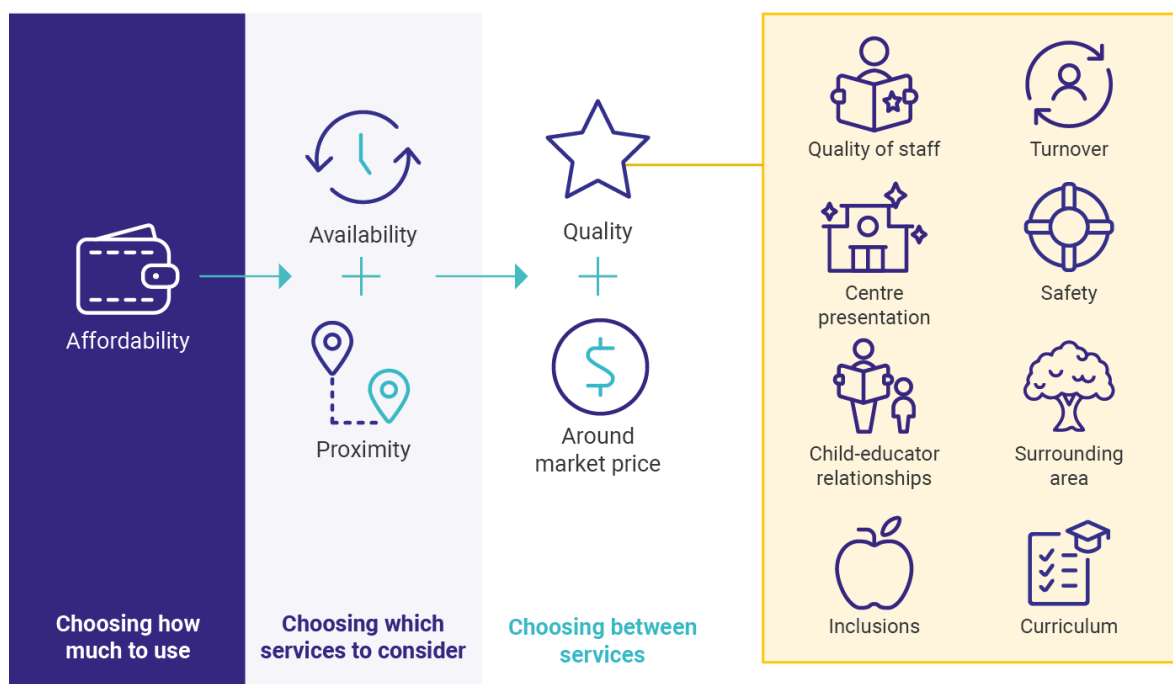 Affordability
Choosing how
much to use
Availability
Proximity
Choosing which
services to consider
Quality
$
Around
market price
Choosing between
services
Quality of staff
Turnover
Centre
presentation
Safety
Child-educator
relationships
Surrounding
area
Inclusions
Curriculum